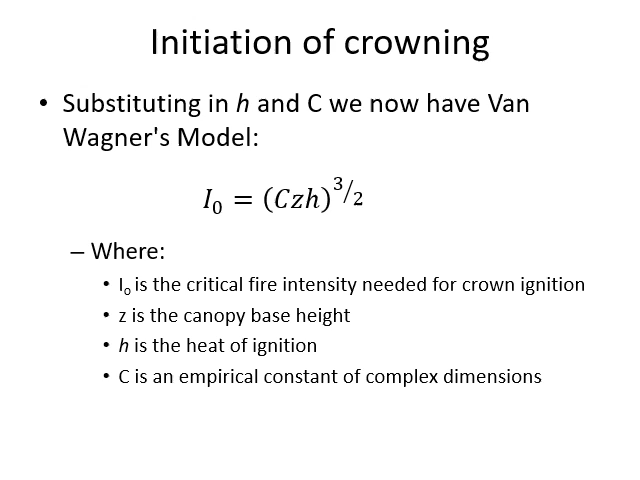 Initiation of crowning
• Substituting in h and C we now have Van
Wagner's Model:
I₀ = (Czh)^3/2
– Where:
• Iₒ is the critical fire intensity needed for crown ignition
• z is the canopy base height
• h is the heat of ignition
• C is an empirical constant of complex dimensions